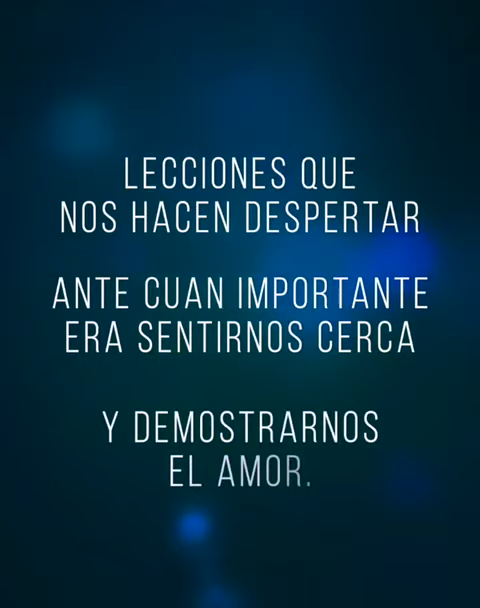 LECCIONES QUE
NOS HACEN DESPERTAR
ANTE CUAN IMPORTANTE
ERA SENTIRNOS CERCA
Y DEMOSTRARNOS
EL AMOR.